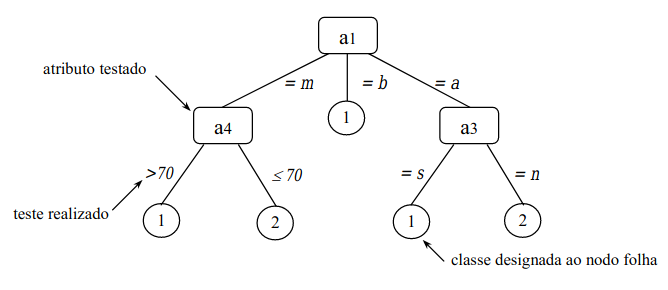 a1
atributo testado
= m
= b
= a
1
a4
a3
>70
≤ 70
= s
= n
teste realizado
1
2
1
2
classe designada ao nodo folha